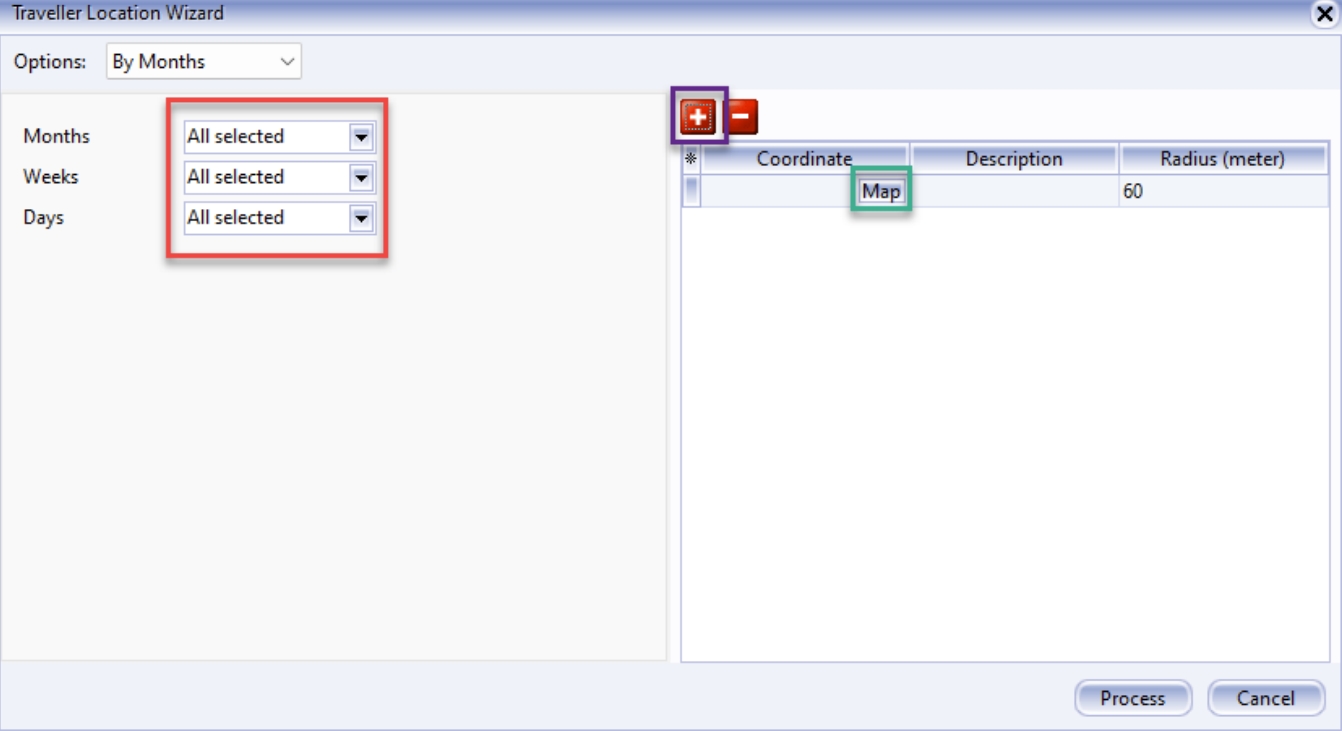 Traveller Location Wizard
Options: By Months
Months All selected
Weeks All selected
Days All selected
* Coordinate Description Radius (meter)
Map 60
Process Cancel